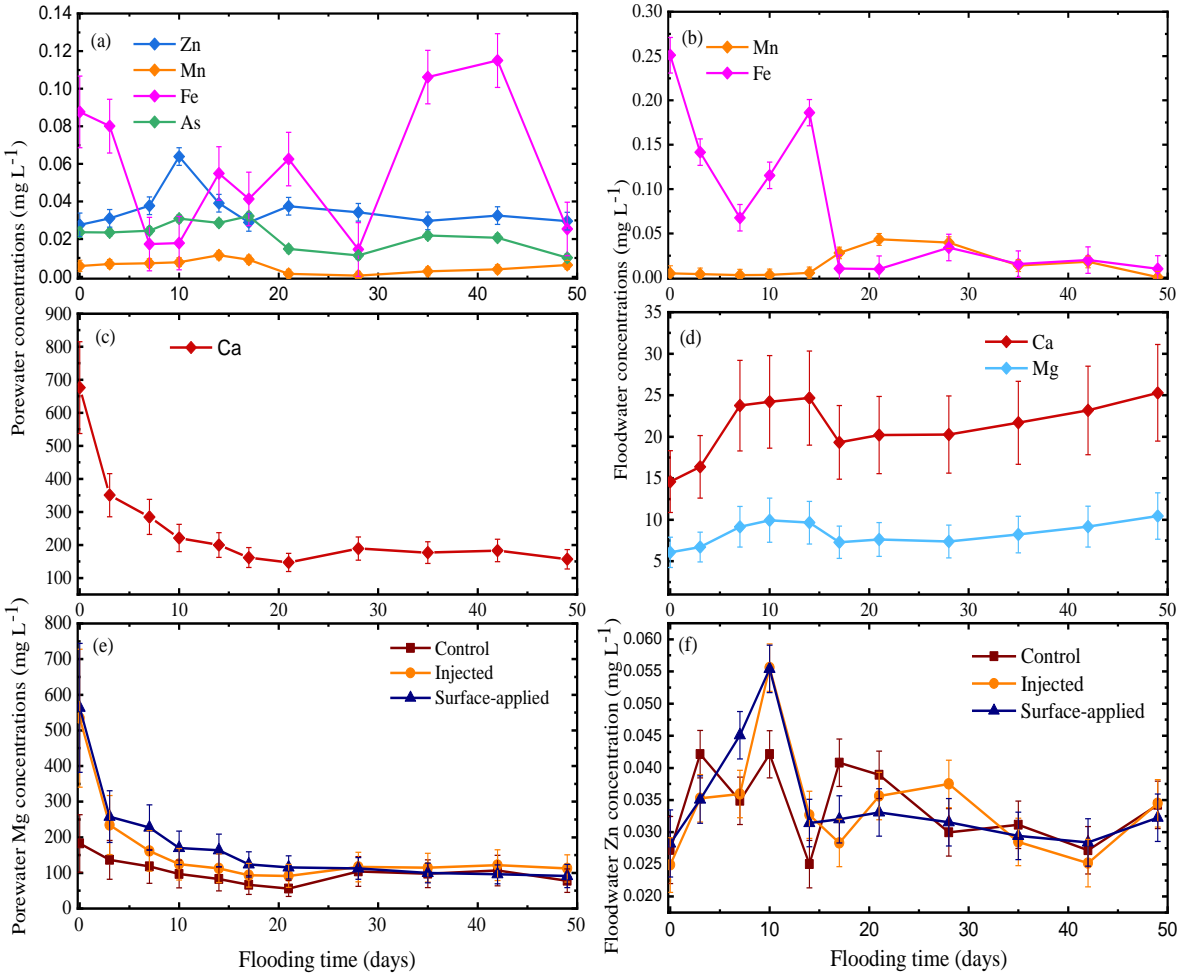 (a)
Zn
Mn
Fe
As
0.14
0.12
0.10
0.08
0.06
0.04
0.02
0.00
0 10 20 30 40 50
Porewater concentrations (mg L-1)
(b)
Mn
Fe
0.30
0.25
0.20
0.15
0.10
0.05
0.00
0 10 20 30 40 50
Floodwater concentrations (mg L-1)
(c)
Ca
900
800
700
600
500
400
300
200
100
0 10 20 30 40 50
(d)
Ca
Mg
35
30
25
20
15
10
5
0 10 20 30 40 50
(e)
Control
Injected
Surface-applied
800
700
600
500
400
300
200
100
0
0 10 20 30 40 50
Porewater Mg concentrations (mg L-1)
Flooding time (days)
(f)
Control
Injected
Surface-applied
0.060
0.055
0.050
0.045
0.040
0.035
0.030
0.025
0.020
0 10 20 30 40 50
Floodwater Zn concentration (mg L-1)
Flooding time (days)